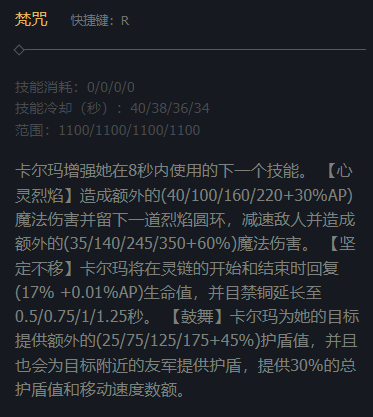 梵咒 快捷键：R
技能消耗：0/0/0/0
技能冷却（秒）：40/38/36/34
范围：1100/1100/1100/1100
卡尔玛增强她在8秒内使用的下一个技能。 【心
灵烈焰】造成额外的(40/100/160/220+30%AP)
魔法伤害并留下一道烈焰圆环，减速敌人并造成
额外的(35/140/245/350+60%)魔法伤害。 【坚
定不移】卡尔玛将在灵链的开始和结束时回复
(17% +0.01%AP)生命值，并目禁铜延长至
0.5/0.75/1/1.25秒。 【鼓舞】卡尔玛为她的目标
提供额外的(25/75/125/175+45%)护盾值，并且
也会为目标附近的友军提供护盾，提供30%的总
护盾值和移动速度数额。